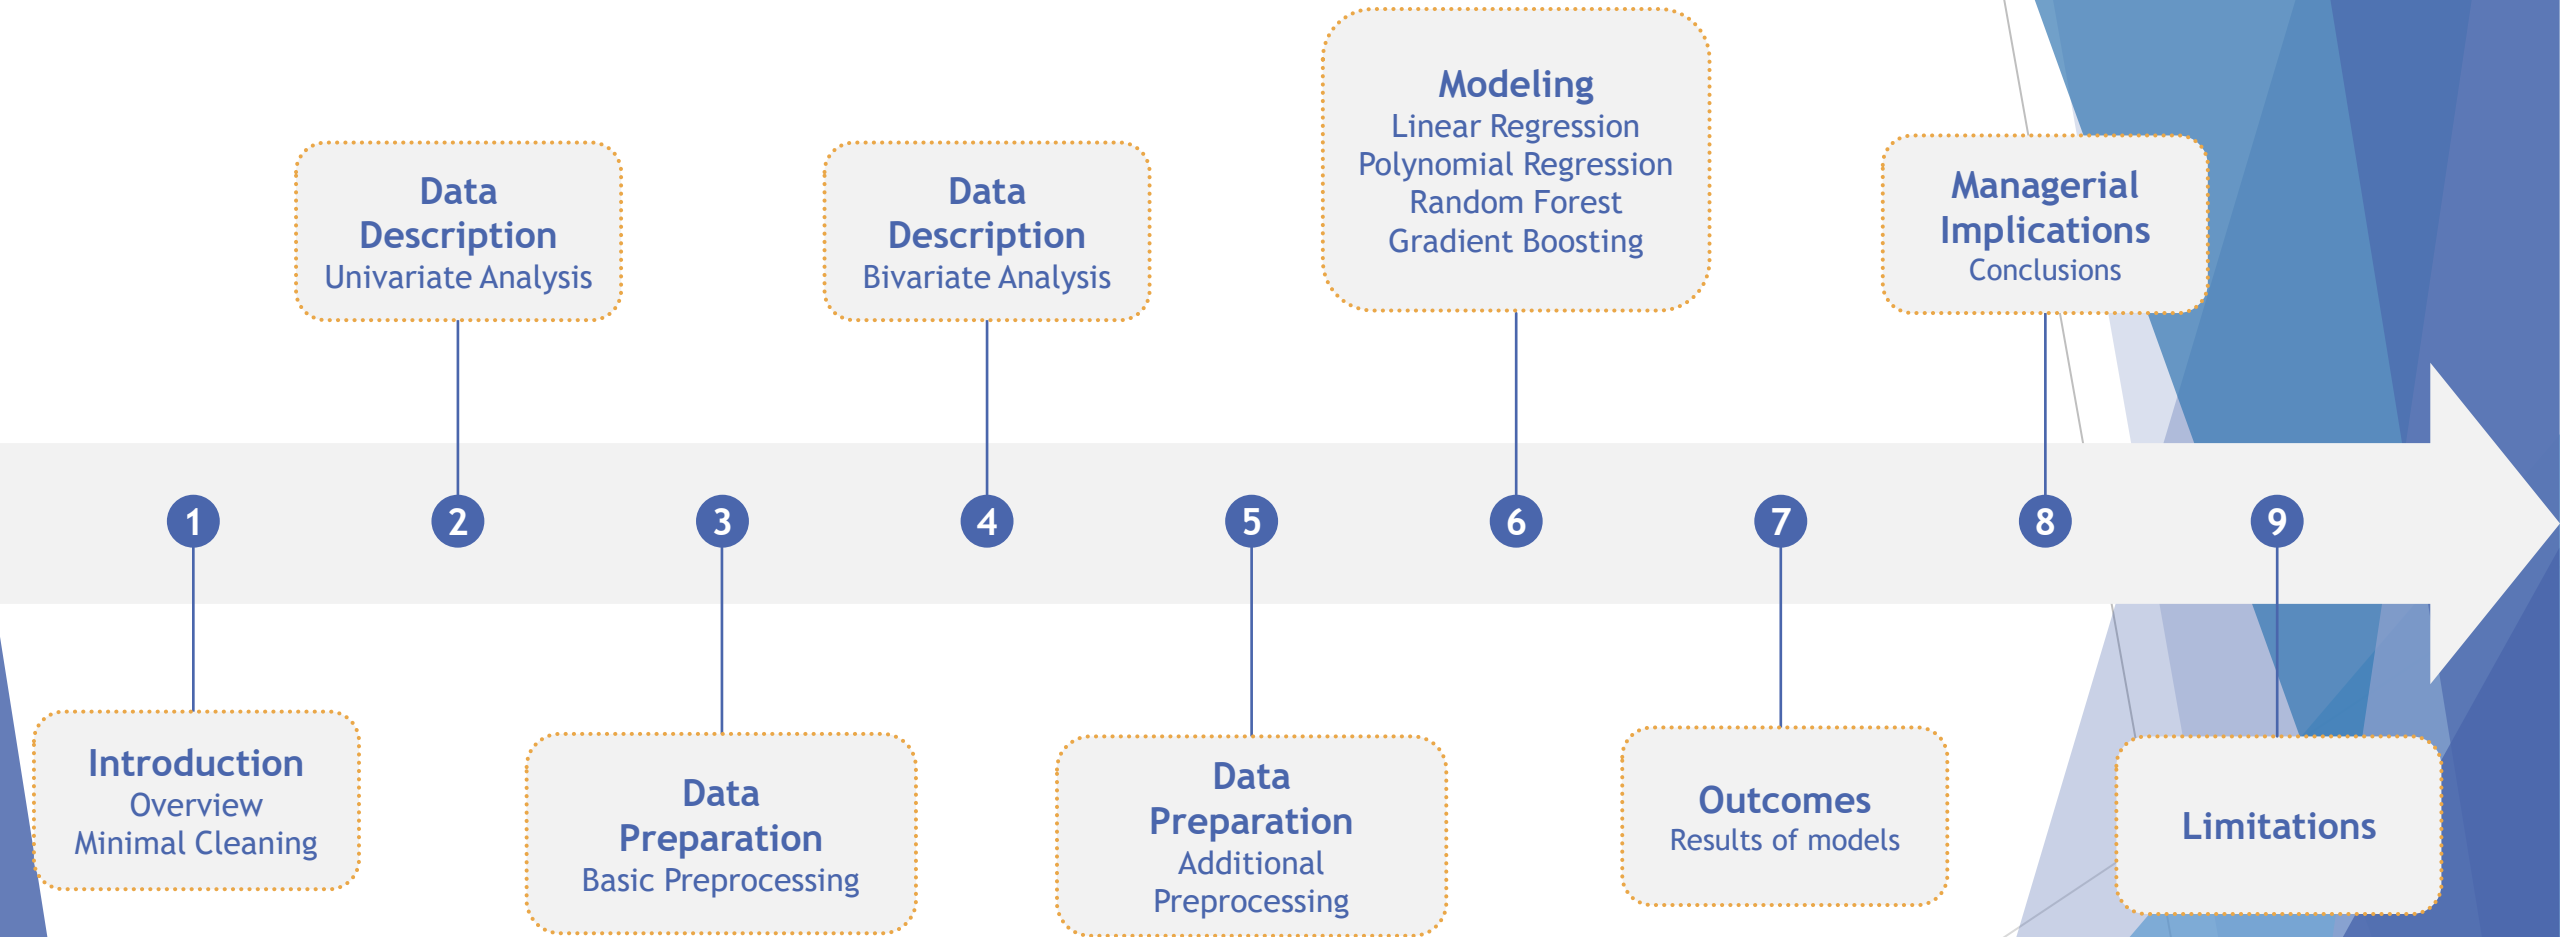 Modeling
Linear Regression
Polynomial Regression
Random Forest
Gradient Boosting
Data
Description
Univariate Analysis
Data
Description
Bivariate Analysis
Managerial
Implications
Conclusions
1
2
3
4
5
6
7
8
9
Introduction
Overview
Minimal Cleaning
Data
Preparation
Basic Preprocessing
Data
Preparation
Additional
Preprocessing
Outcomes
Results of models
Limitations